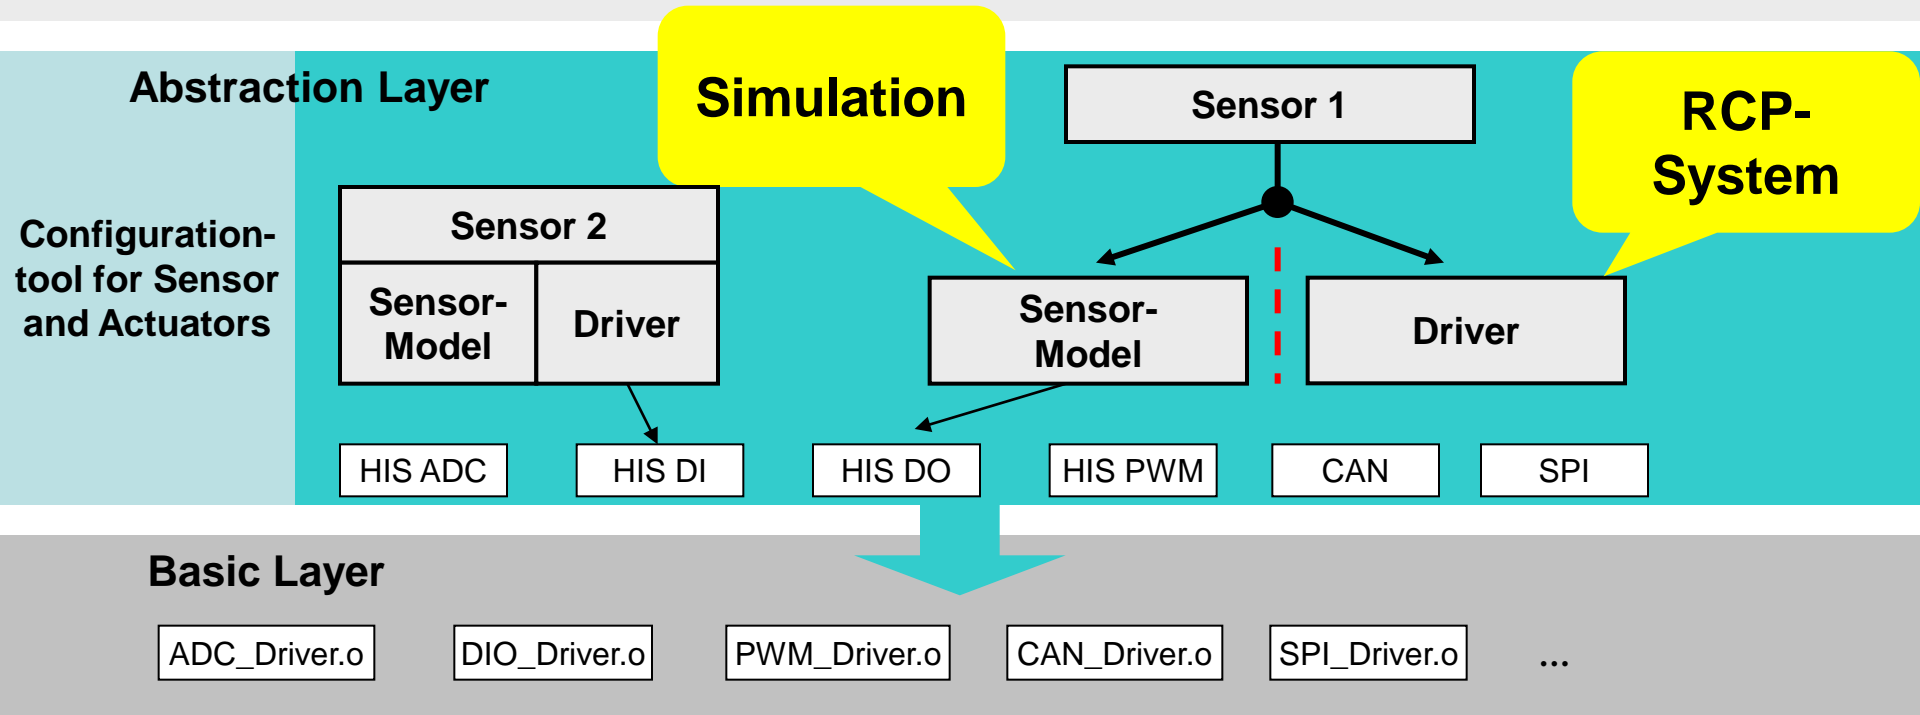 Abstraction Layer
Simulation
Sensor 1
RCP-
System
Configuration-
tool for Sensor
and Actuators
Sensor 2
Sensor-
Model
Driver
Sensor-
Model
Driver
HIS ADC
HIS DI
HIS DO
HIS PWM
CAN
SPI
Basic Layer
ADC_Driver.o
DIO_Driver.o
PWM_Driver.o
CAN_Driver.o
SPI_Driver.o
...